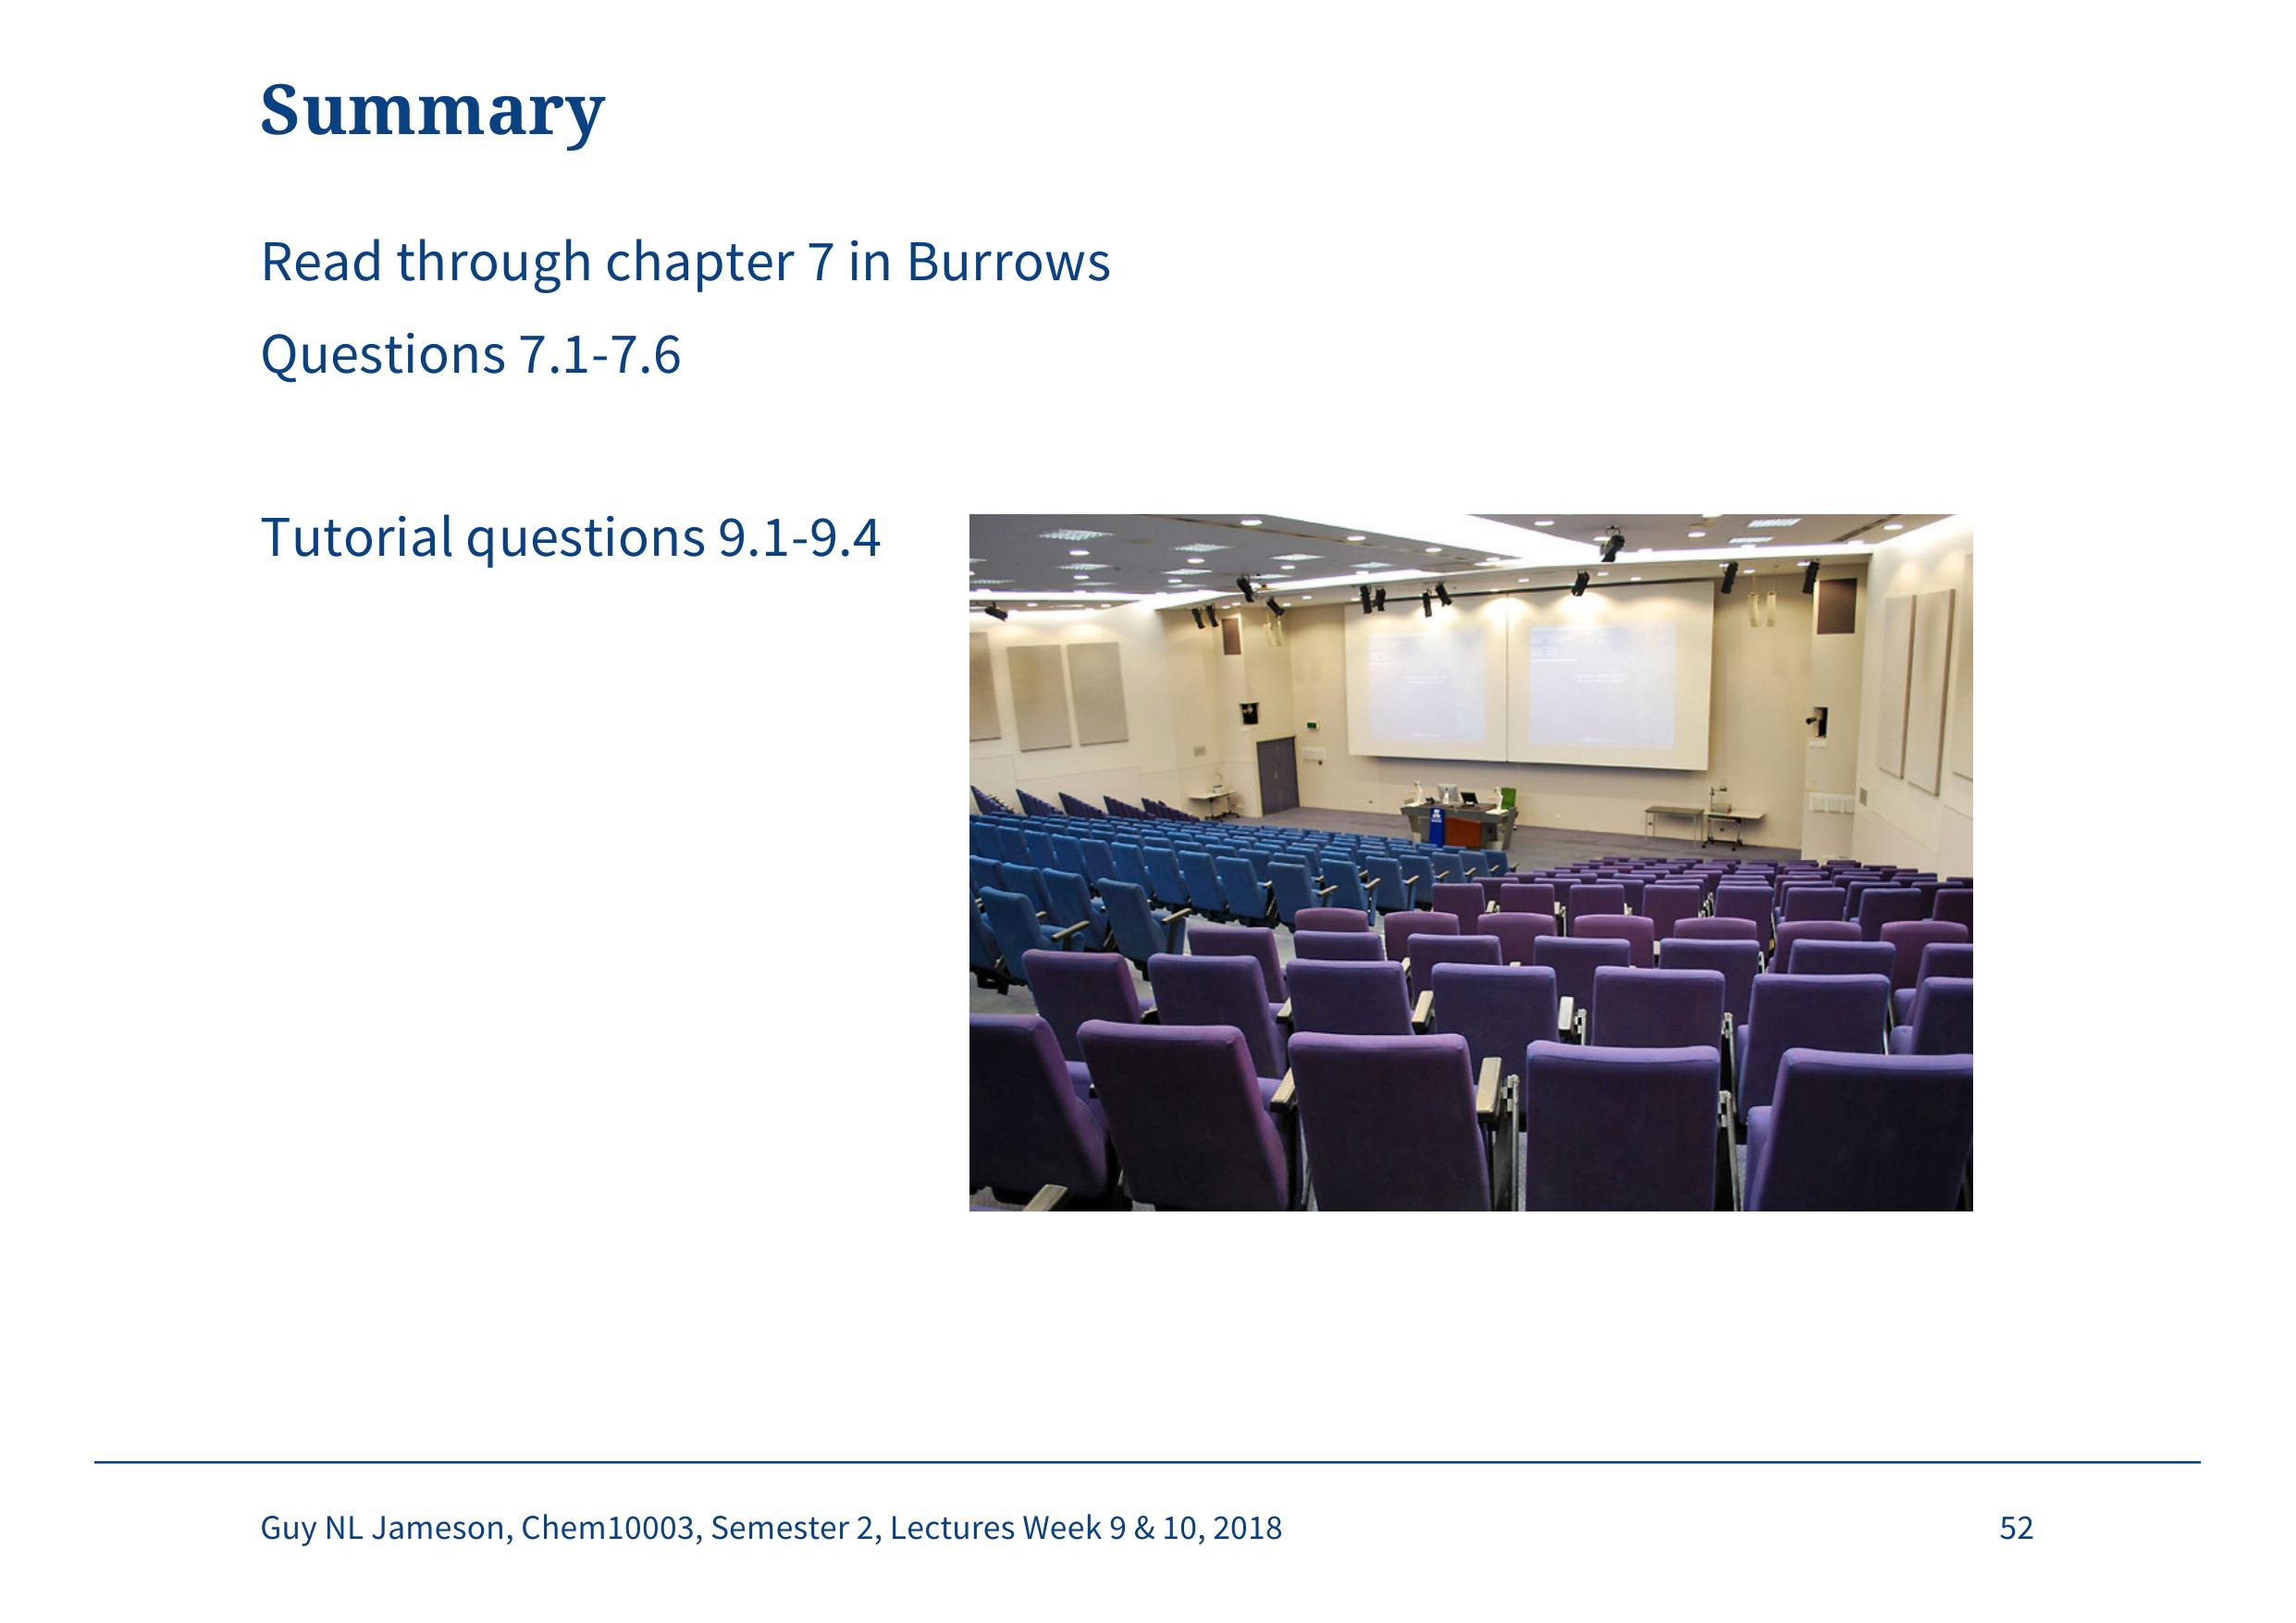 Summary
Read through chapter 7 in Burrows
Questions 7.1-7.6
Tutorial questions 9.1-9.4
Guy NL Jameson, Chem10003, Semester 2, Lectures Week 9 & 10, 2018
52